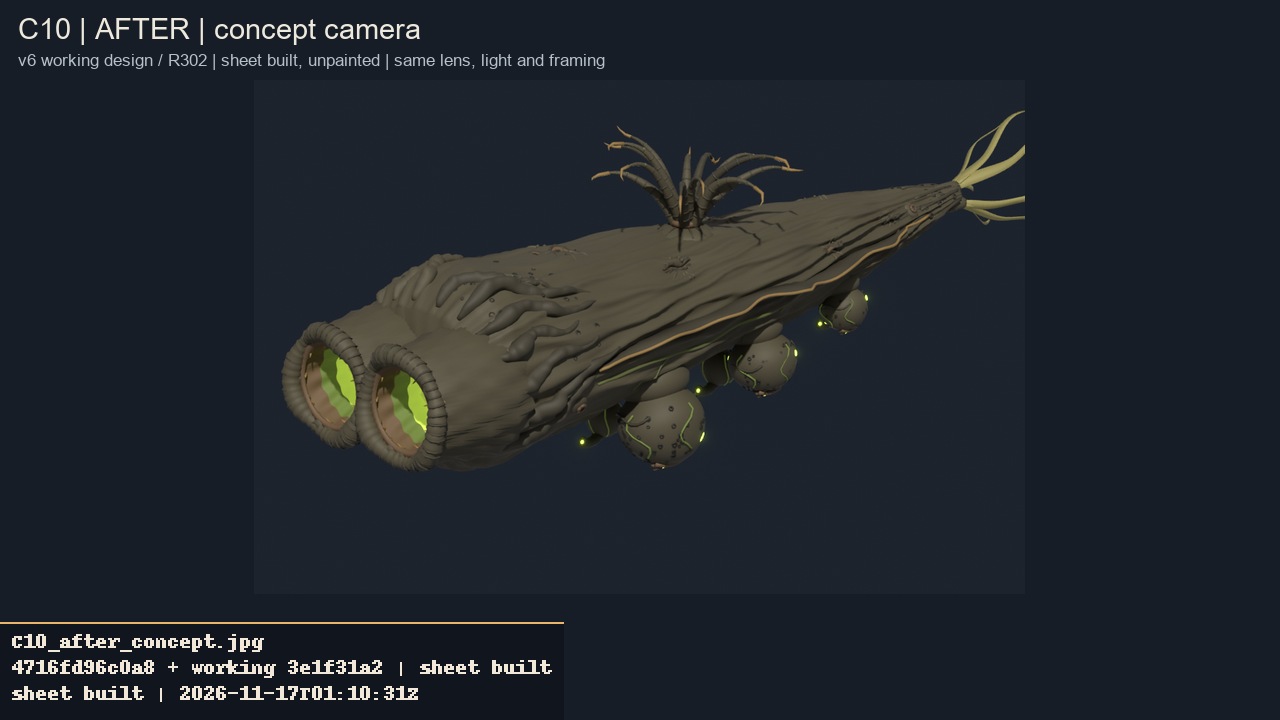 C10 | AFTER | concept camera
v6 working design / R302 | sheet built, unpainted | same lens, light and framing
C10_after_concept.jpg
4716fd96c0a8 + working 3e1f31a2 | sheet built
sheet built | 2026-11-17T01:10:31Z